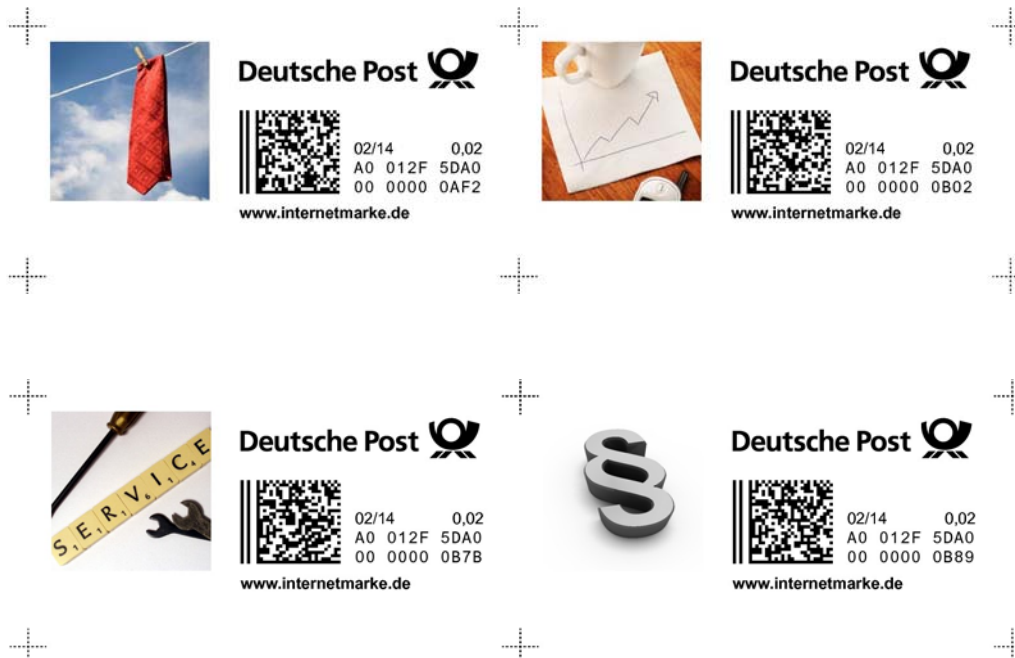 Deutsche Post
02/14 0,02
A0 012F 5DA0
00 0000 0AF2
www.internetmarke.de
Deutsche Post
02/14 0,02
A0 012F 5DA0
00 0000 0B02
www.internetmarke.de
SERVICE
Deutsche Post
02/14 0,02
A0 012F 5DA0
00 0000 0B7B
www.internetmarke.de
§
Deutsche Post
02/14 0,02
A0 012F 5DA0
00 0000 0B89
www.internetmarke.de